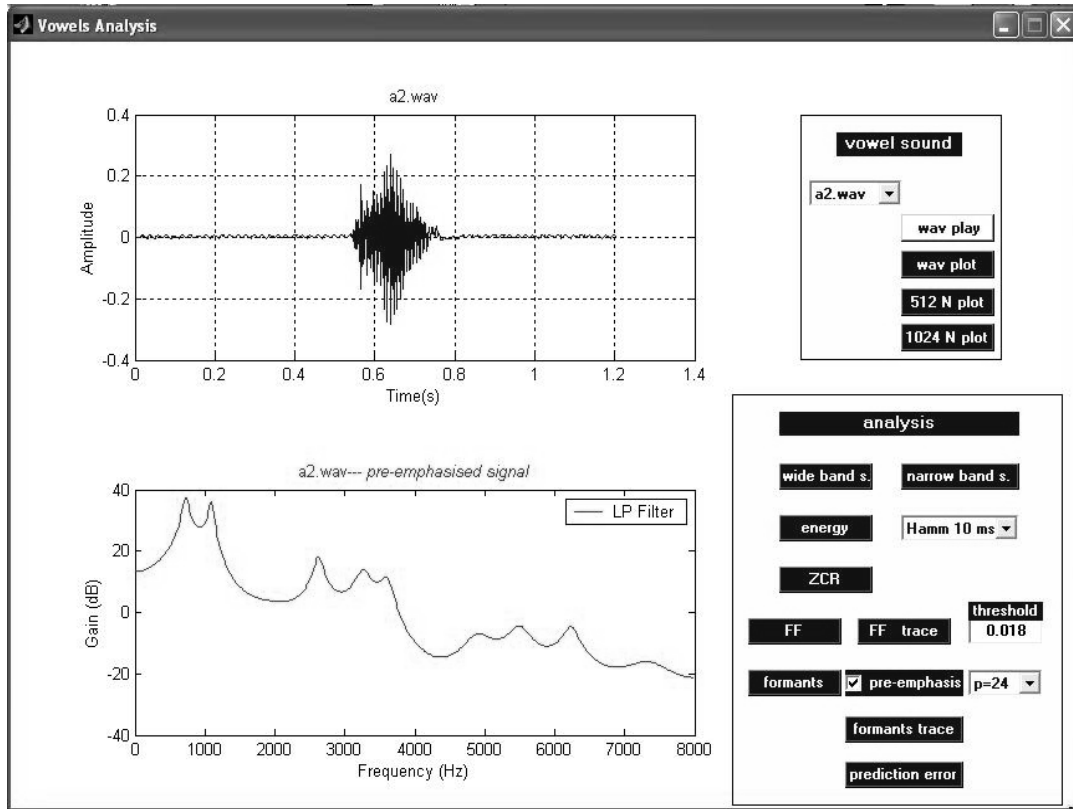 Vowels Analysis
a2.wav
0.4
0.2
0
-0.2
-0.4
Amplitude
0 0.2 0.4 0.6 0.8 1 1.2 1.4
Time(s)
a2.wav--- pre-emphasised signal
40
20
0
-20
-40
Gain (dB)
LP Filter
0 1000 2000 3000 4000 5000 6000 7000 8000
Frequency (Hz)
vowel sound
a2.wav
wav play
wav plot
512 N plot
1024 N plot
analysis
wide band s. narrow band s.
energy Hamm 10 ms
ZCR
threshold
FF FF trace 0.018
formants pre-emphasis p=24
formants trace
prediction error